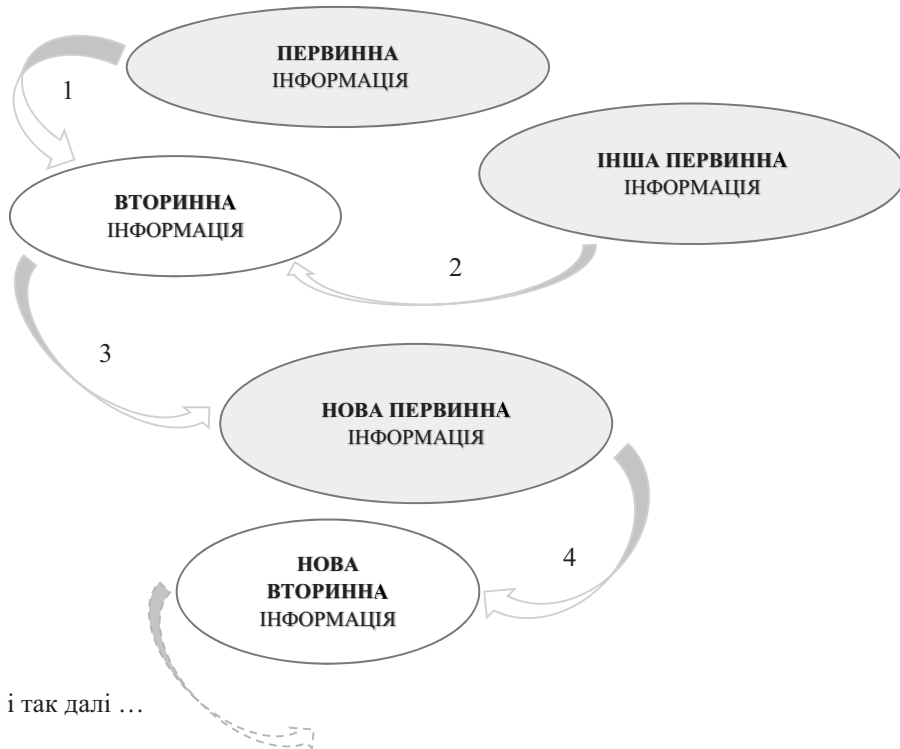 ПЕРВИННА
ІНФОРМАЦІЯ
1
ІНША ПЕРВИННА
ІНФОРМАЦІЯ
ВТОРИННА
ІНФОРМАЦІЯ
2
3
НОВА ПЕРВИННА
ІНФОРМАЦІЯ
4
НОВА
ВТОРИННА
ІНФОРМАЦІЯ
і так далі …